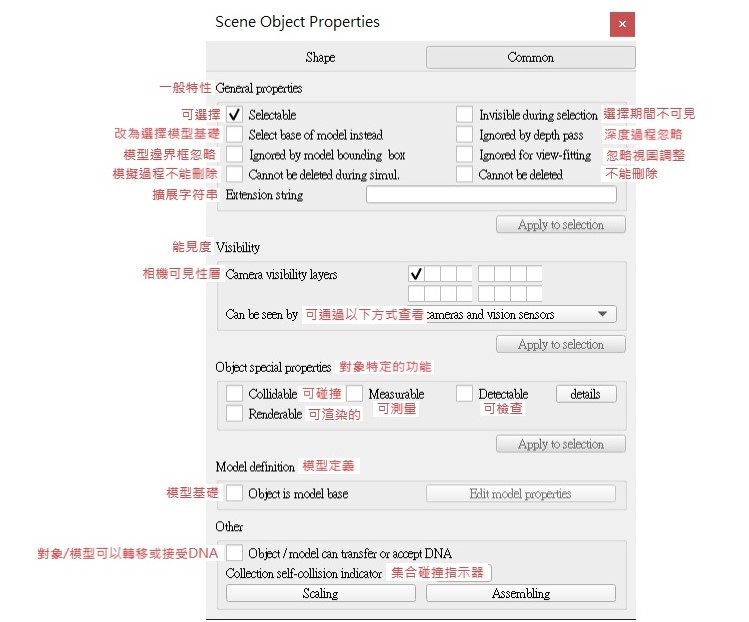 Scene Object Properties
Shape Common
一般特性 General properties
可選擇 Selectable Invisible during selection 選擇期間不可見
改為選擇模型基礎 Select base of model instead Ignored by depth pass 深度過程忽略
模型邊界框忽略 Ignored by model bounding box Ignored for view-fitting 忽略視圖調整
模擬過程不能刪除 Cannot be deleted during simul. Cannot be deleted 不能刪除
擴展字符串 Extension string
Apply to selection
能見度 Visibility
相機可見性層 Camera visibility layers
Can be seen by 可通過以下方式查看 cameras and vision sensors
Apply to selection
Object special properties 對象特定的功能
Collidable 可碰撞 Measurable Detectable details
可測量 可檢查
Renderable 可渲染的
Apply to selection
Model definition 模型定義
模型基礎 Object is model base Edit model properties
Other
對象/模型可以轉移或接受DNA Object / model can transfer or accept DNA
Collection self-collision indicator 集合碰撞指示器
Scaling Assembling